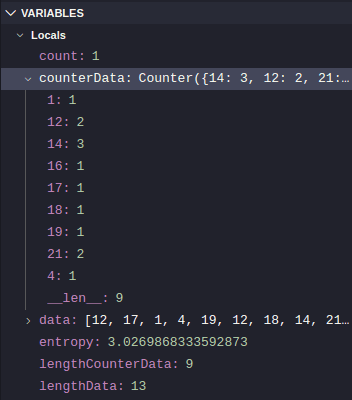 VARIABLES
Locals
count: 1
counterData: Counter({14: 3, 12: 2, 21:...
1: 1
12: 2
14: 3
16: 1
17: 1
18: 1
19: 1
21: 2
4: 1
__len__: 9
data: [12, 17, 1, 4, 19, 12, 18, 14, 21...
entropy: 3.0269868333592873
lengthCounterData: 9
lengthData: 13